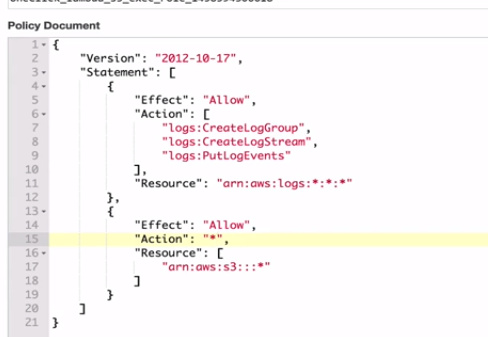 Policy Document
1 {
2 "Version": "2012-10-17",
3 "Statement": [
4 {
5 "Effect": "Allow",
6 "Action": [
7 "logs:CreateLogGroup",
8 "logs:CreateLogStream",
9 "logs:PutLogEvents"
10 ],
11 "Resource": "arn:aws:logs:*:*:*"
12 },
13 {
14 "Effect": "Allow",
15 "Action": "*",
16 "Resource": [
17 "arn:aws:s3:::*"
18 ]
19 }
20 ]
21 }